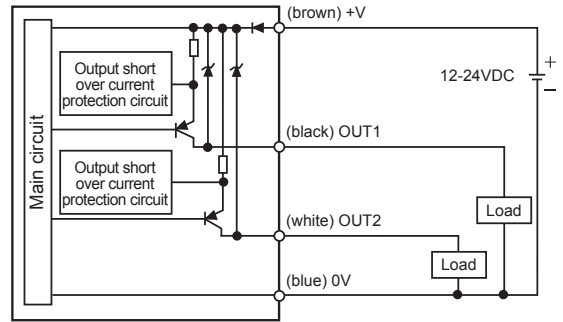 (brown) +V
Output short
over current
protection circuit
12-24VDC
+
−
Main circuit
(black) OUT1
Output short
over current
protection circuit
Load
(white) OUT2
Load
(blue) 0V